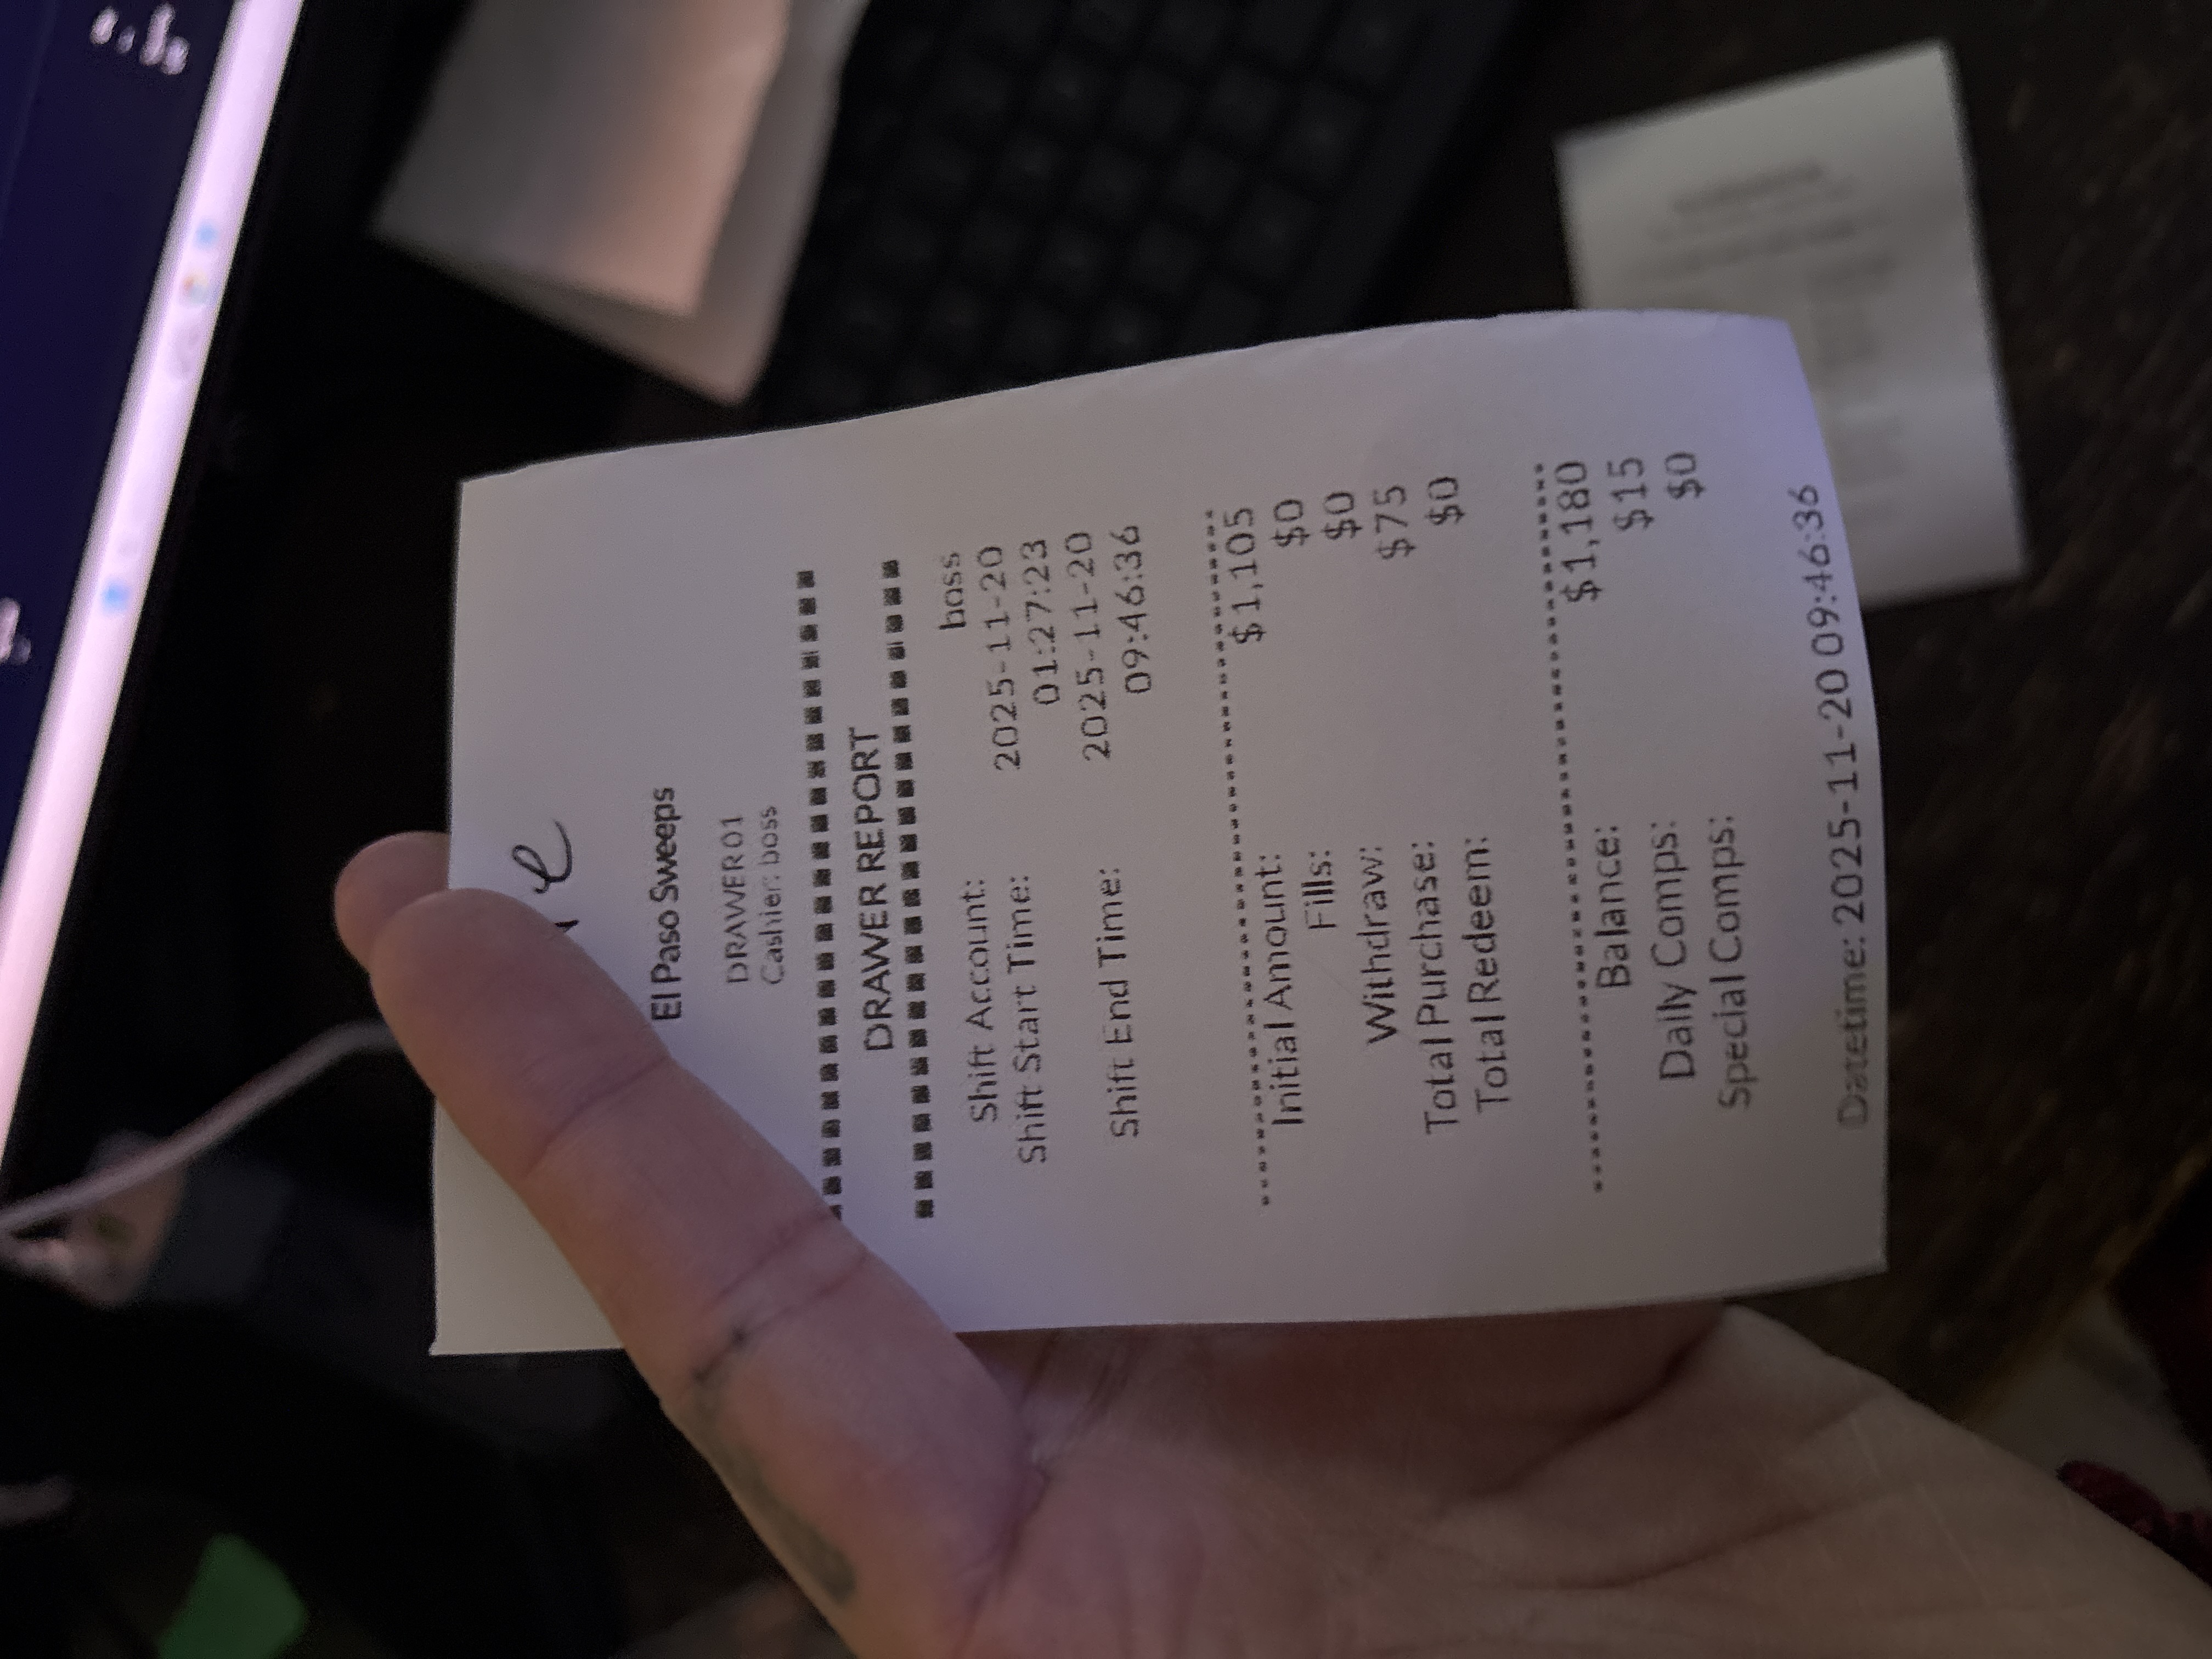 El Paso Sweeps
DRAWER01
Cashier: boss
DRAWER REPORT
Shift Account: boss
Shift Start Time: 2025-11-20
01:27:23
Shift End Time: 2025-11-20
09:46:36
Initial Amount: $1,105
Fills: $0
Withdraw: $0
Total Purchase: $75
Total Redeem: $0
Balance: $1,180
Daily Comps: $15
Special Comps: $0
Datetime: 2025-11-20 09:46:36